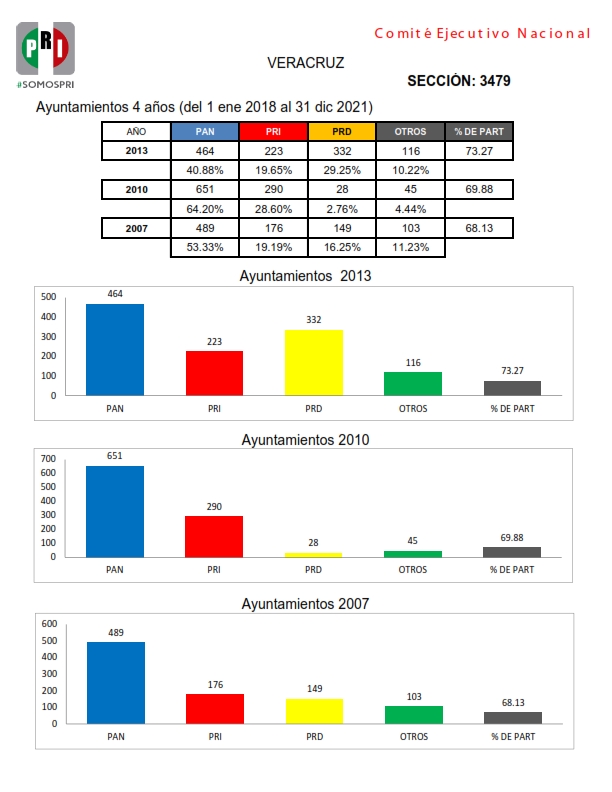 PRI
#SOMOSPRI
Comité Ejecutivo Nacional
VERACRUZ
SECCIÓN: 3479
Ayuntamientos 4 años (del 1 ene 2018 al 31 dic 2021)
AÑO PAN PRI PRD OTROS % DE PART
2013 464 223 332 116 73.27
40.88% 19.65% 29.25% 10.22%
2010 651 290 28 45 69.88
64.20% 28.60% 2.76% 4.44%
2007 489 176 149 103 68.13
53.33% 19.19% 16.25% 11.23%
Ayuntamientos 2013
500
400
300
200
100
0
464
223
332
116
73.27
PAN PRI PRD OTROS % DE PART
Ayuntamientos 2010
700
600
500
400
300
200
100
0
651
290
28
45
69.88
PAN PRI PRD OTROS % DE PART
Ayuntamientos 2007
600
500
400
300
200
100
0
489
176
149
103
68.13
PAN PRI PRD OTROS % DE PART